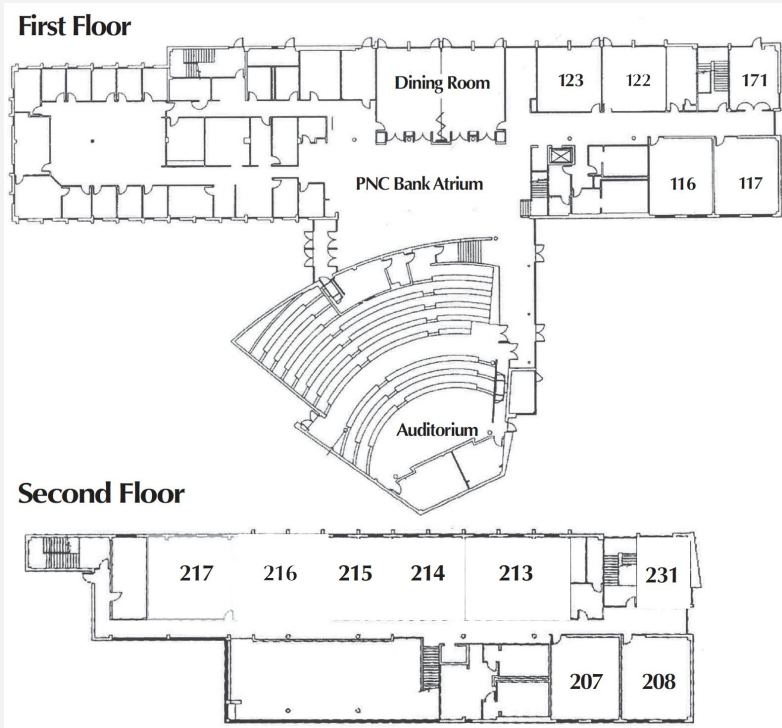 First Floor
Dining Room
123
122
171
PNC Bank Atrium
116
117
Auditorium
Second Floor
217
216
215
214
213
231
207
208